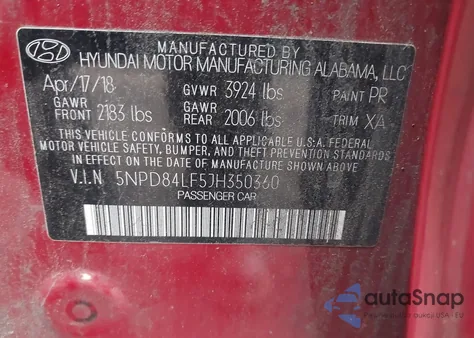 MANUFACTURED BY
HYUNDAI MOTOR MANUFACTURING ALABAMA, LLC
Apr/17/18 GVWR 3924 lbs PAINT PR
GAWR FRONT 2183 lbs GAWR REAR 2006 lbs TRIM XA
THIS VEHICLE CONFORMS TO ALL APPLICABLE U.S.A FEDERAL
MOTOR VEHICLE SAFETY, BUMPER, AND THEFT PREVENTION STANDARDS
IN EFFECT ON THE DATE OF MANUFACTURE SHOWN ABOVE.
V.I.N 5NPD84LF5JH350360
PASSENGER CAR
autoSnap